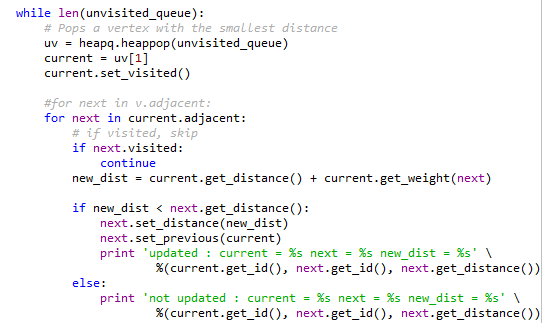 while len(unvisited_queue):
    # Pops a vertex with the smallest distance
    uv = heapq.heappop(unvisited_queue)
    current = uv[1]
    current.set_visited()

    #for next in v.adjacent:
    for next in current.adjacent:
        # if visited, skip
        if next.visited:
            continue
        new_dist = current.get_distance() + current.get_weight(next)

        if new_dist < next.get_distance():
            next.set_distance(new_dist)
            next.set_previous(current)
            print 'updated : current = %s next = %s new_dist = %s' \
                    %(current.get_id(), next.get_id(), next.get_distance())
        else:
            print 'not updated : current = %s next = %s new_dist = %s' \
                    %(current.get_id(), next.get_id(), next.get_distance())